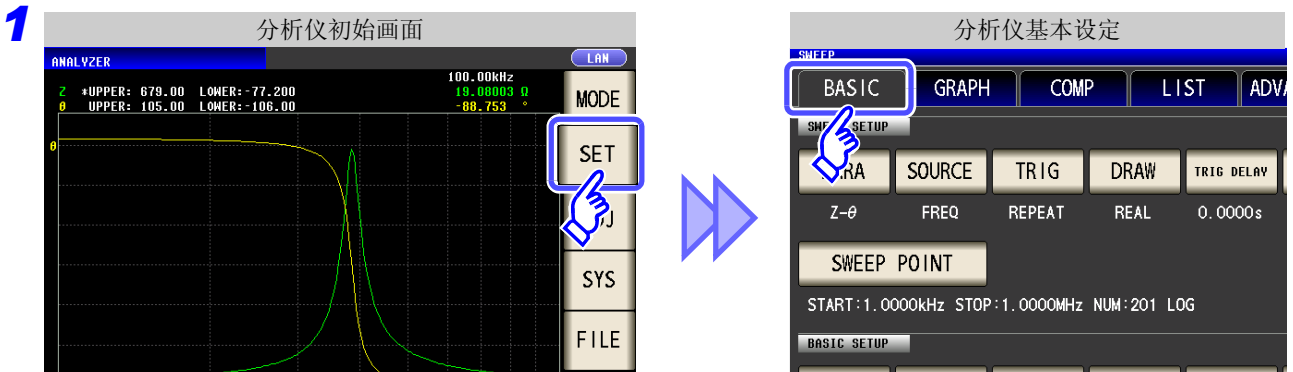 1
分析仪初始画面
ANALYZER
LAN
Z *UPPER: 679.00 LOWER:-77.200
θ UPPER: 105.00 LOWER:-106.00
100.00kHz
19.08003 Ω
-88.753 °
θ
MODE
SET
SYS
FILE
分析仪基本设定
SWEEP
BASIC GRAPH COMP LIST
SWEEP SETUP
SOURCE TRIG DRAW TRIG DELAY
Z-θ FREQ REPEAT REAL 0.0000s
SWEEP POINT
START:1.0000kHz STOP:1.0000MHz NUM:201 LOG
BASIC SETUP